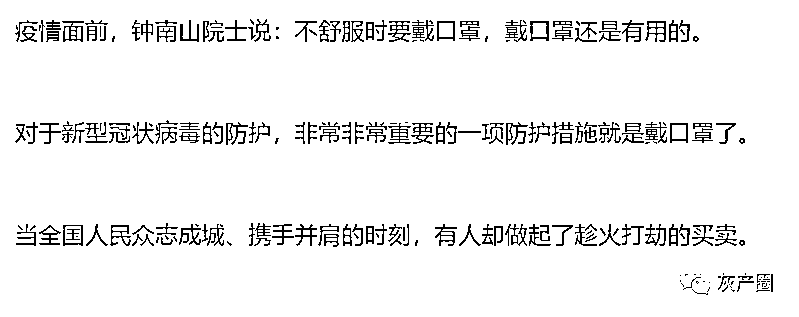 疫情面前，钟南山院士说：不舒服时要戴口罩，戴口罩还是有用的。
对于新型冠状病毒的防护，非常非常重要的一项防护措施就是戴口罩了。
当全国人民众志成城、携手并肩的时刻，有人却做起了趁火打劫的买卖。
灰产圈